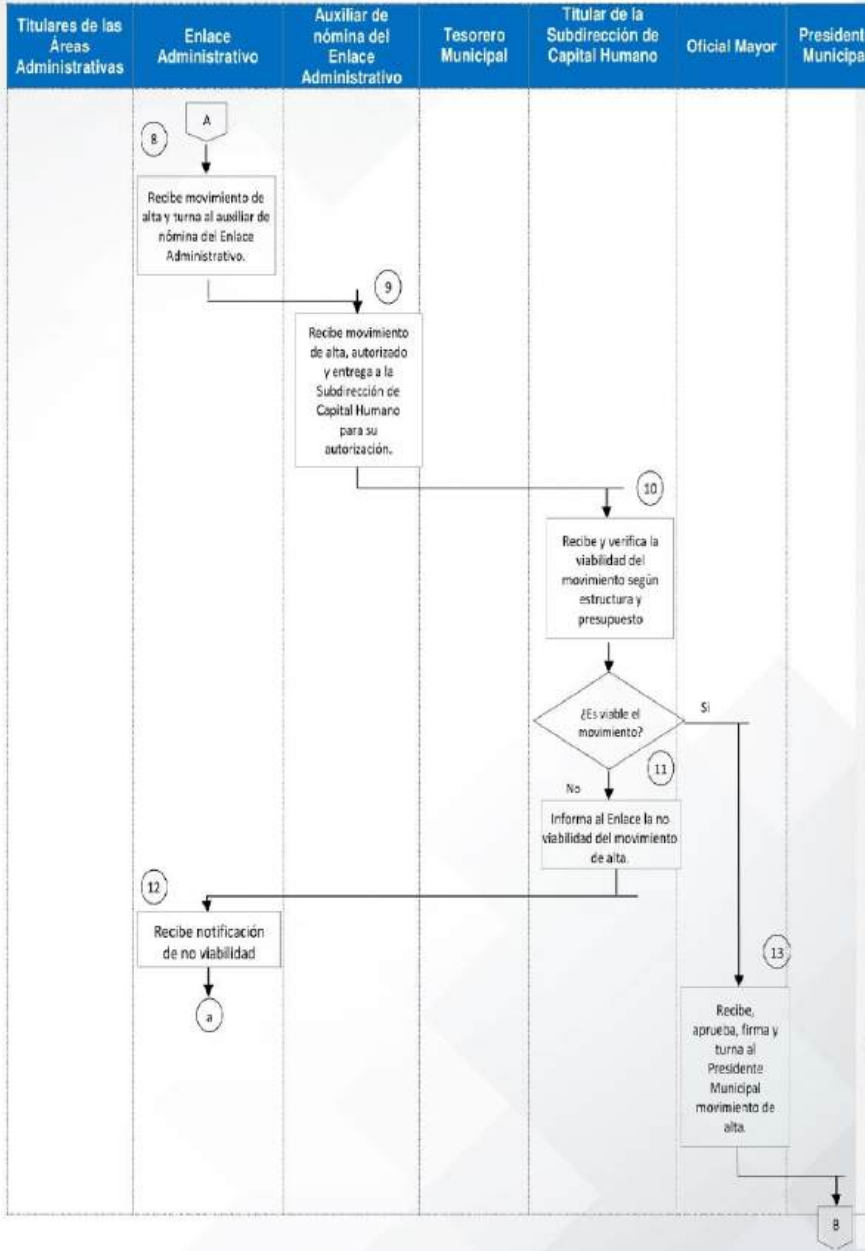 Titulares de las
Áreas
Administrativas
Enlace
Administrativo
Auxiliar de
nómina del
Enlace
Administrativo
Tesorero
Municipal
Titular de la
Subdirección de
Capital Humano
Oficial Mayor
President
Municipa
A
8
Recibe movimiento de
alta y turna al auxiliar de
nómina del Enlace
Administrativo.
9
Recibe movimiento
de alta, autorizado
y entrega a la
Subdirección de
Capital Humano
para su
autorización.
10
Recibe y verifica la
viabilidad del
movimiento según
estructura y
presupuesto
¿Es viable el
movimiento?
Si
11
No
Informa al Enlace la no
viabilidad del movimiento
de alta.
12
Recibe notificación
de no viabilidad
a
13
Recibe,
aprueba, firma y
turna al
Presidente
Municipal
movimiento de
alta.
B